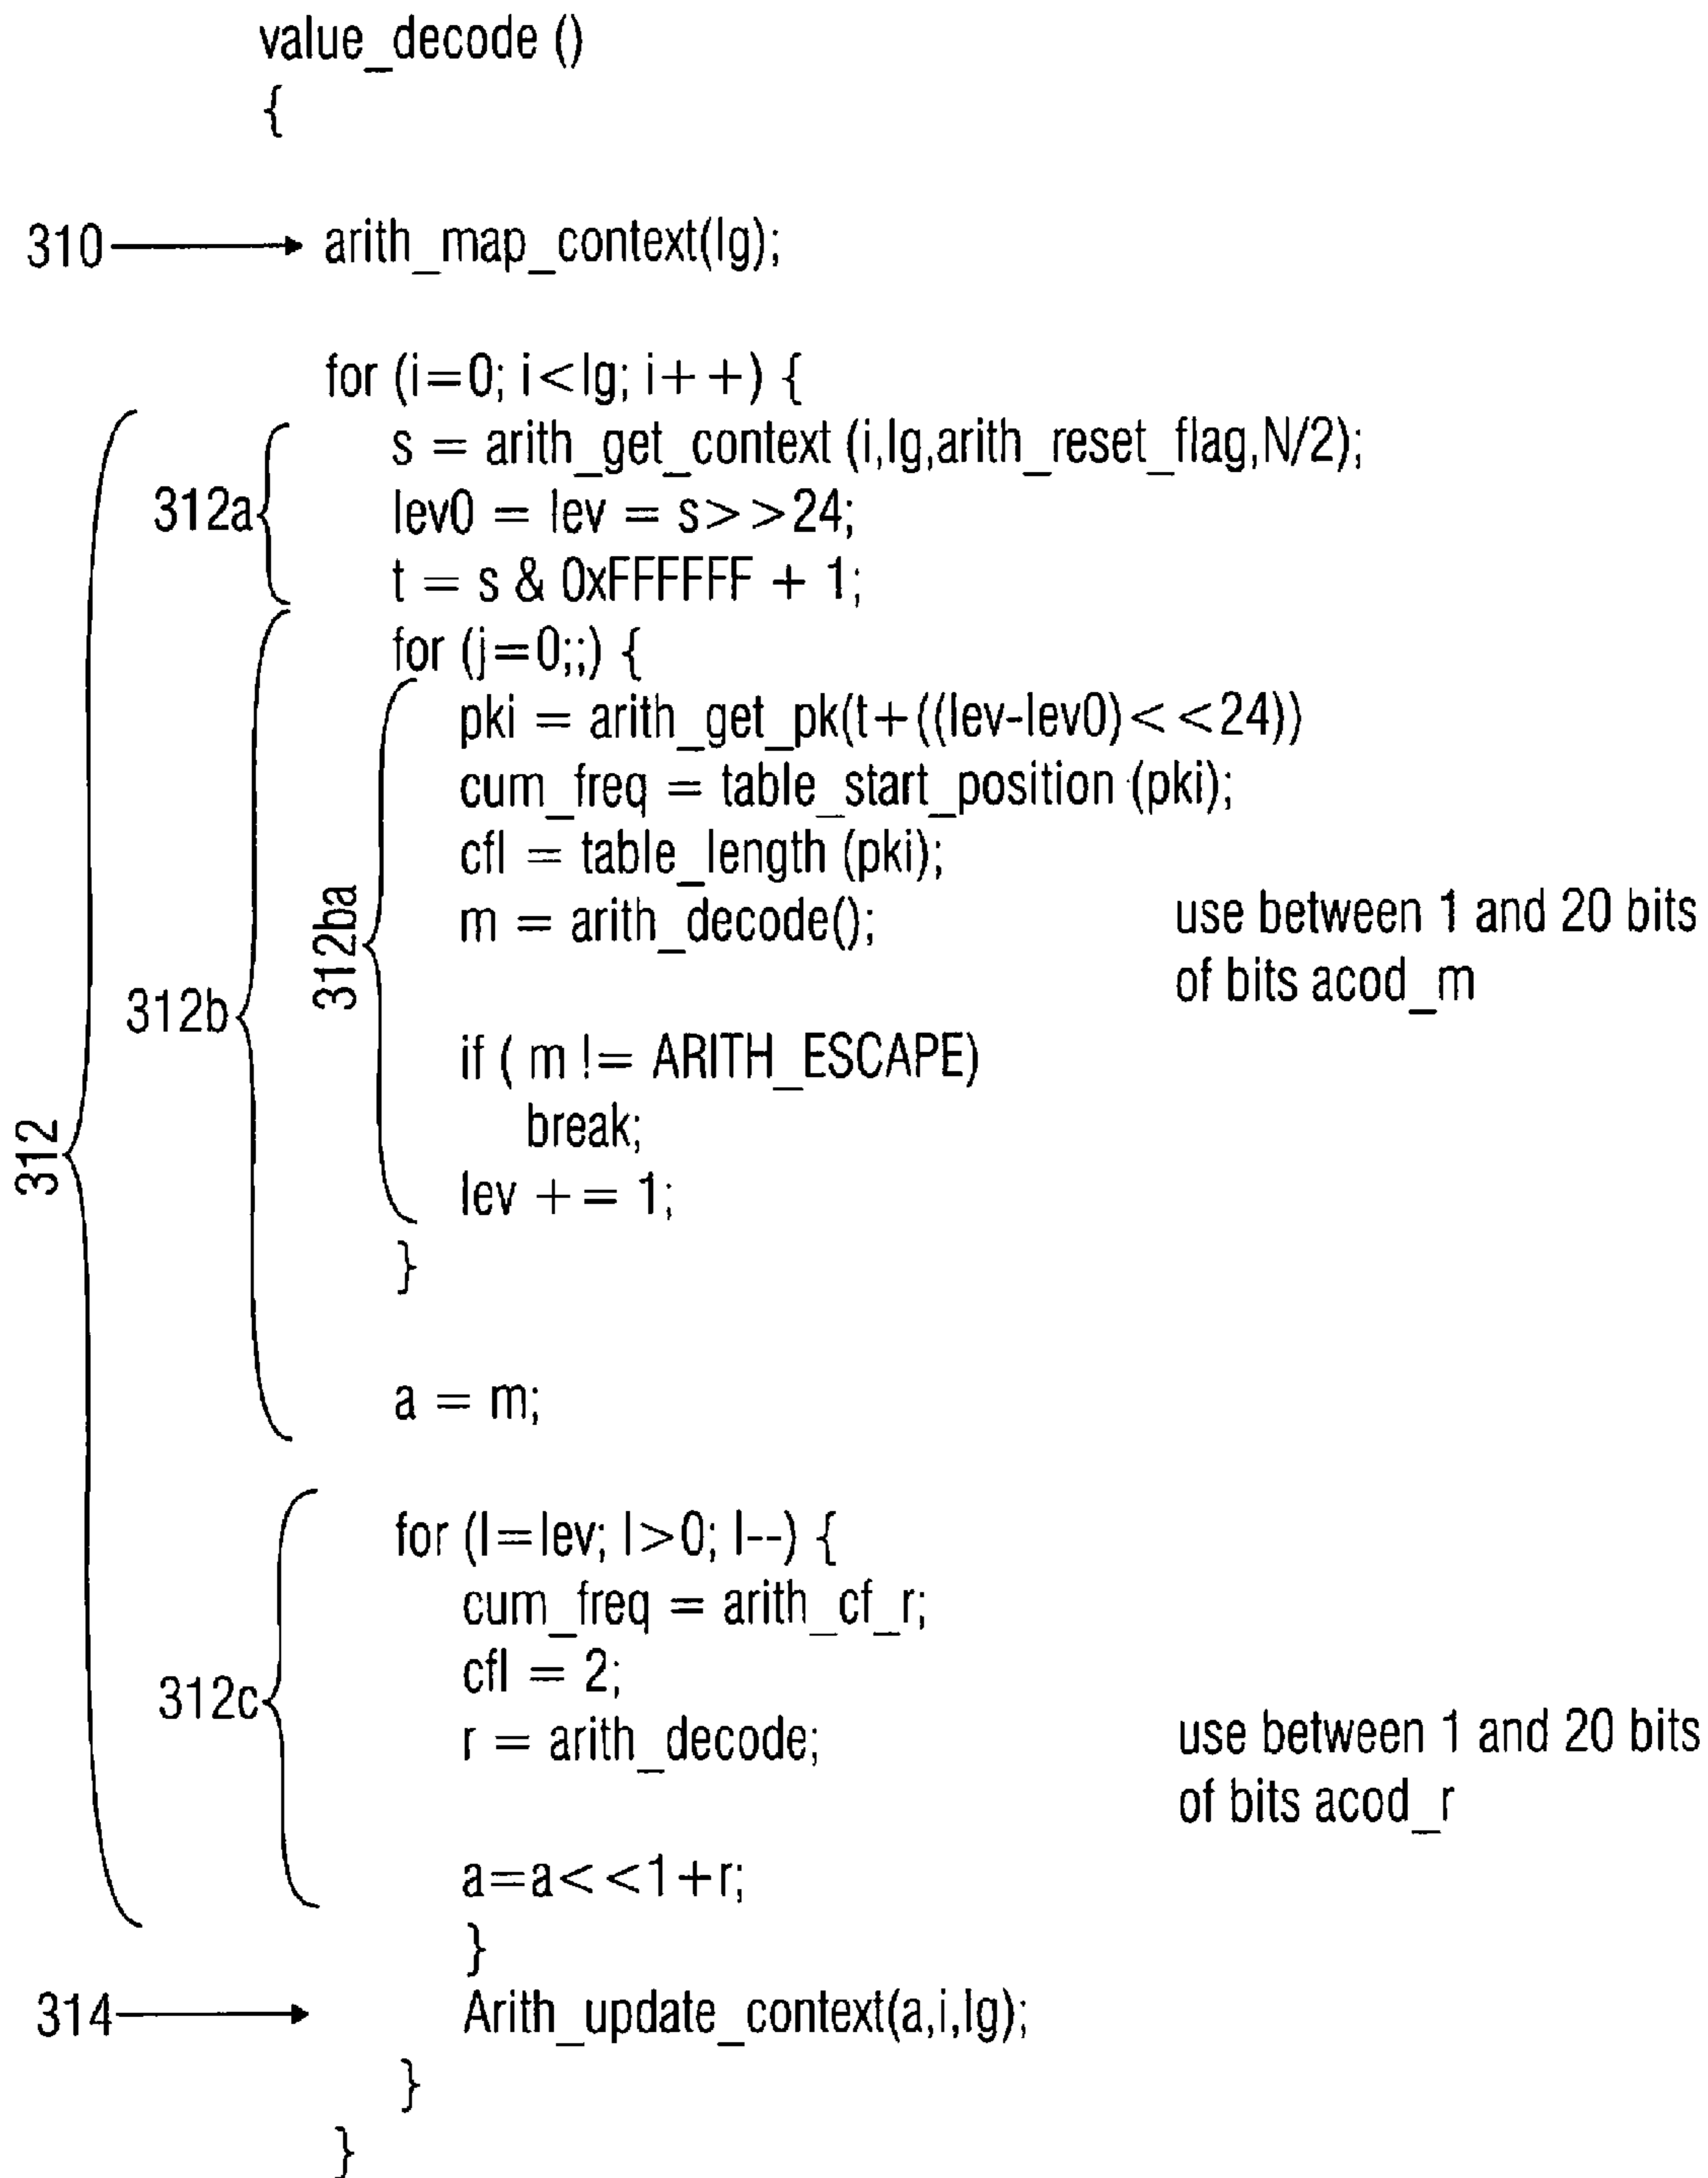 value_decode ()
{
310
arith_map_context(lg);
for (i=0; i<lg; i++) {
312
312a
s = arith_get_context (i,lg,arith_reset_flag,N/2);
lev0 = lev = s>>24;
t = s & 0xFFFFFF + 1;
312b
for (j=0;;) {
312ba
pki = arith_get_pk(t+((lev-lev0)<<24))
cum_freq = table_start_position (pki);
cfl = table_length (pki);
m = arith_decode();
use between 1 and 20 bits
of bits acod_m
if ( m != ARITH_ESCAPE)
break;
lev += 1;
}
a = m;
312c
for (l=lev; l>0; l--) {
cum_freq = arith_cf_r;
cfl = 2;
r = arith_decode;
use between 1 and 20 bits
of bits acod_r
a=a<<1+r;
}
314
Arith_update_context(a,i,lg);
}
}